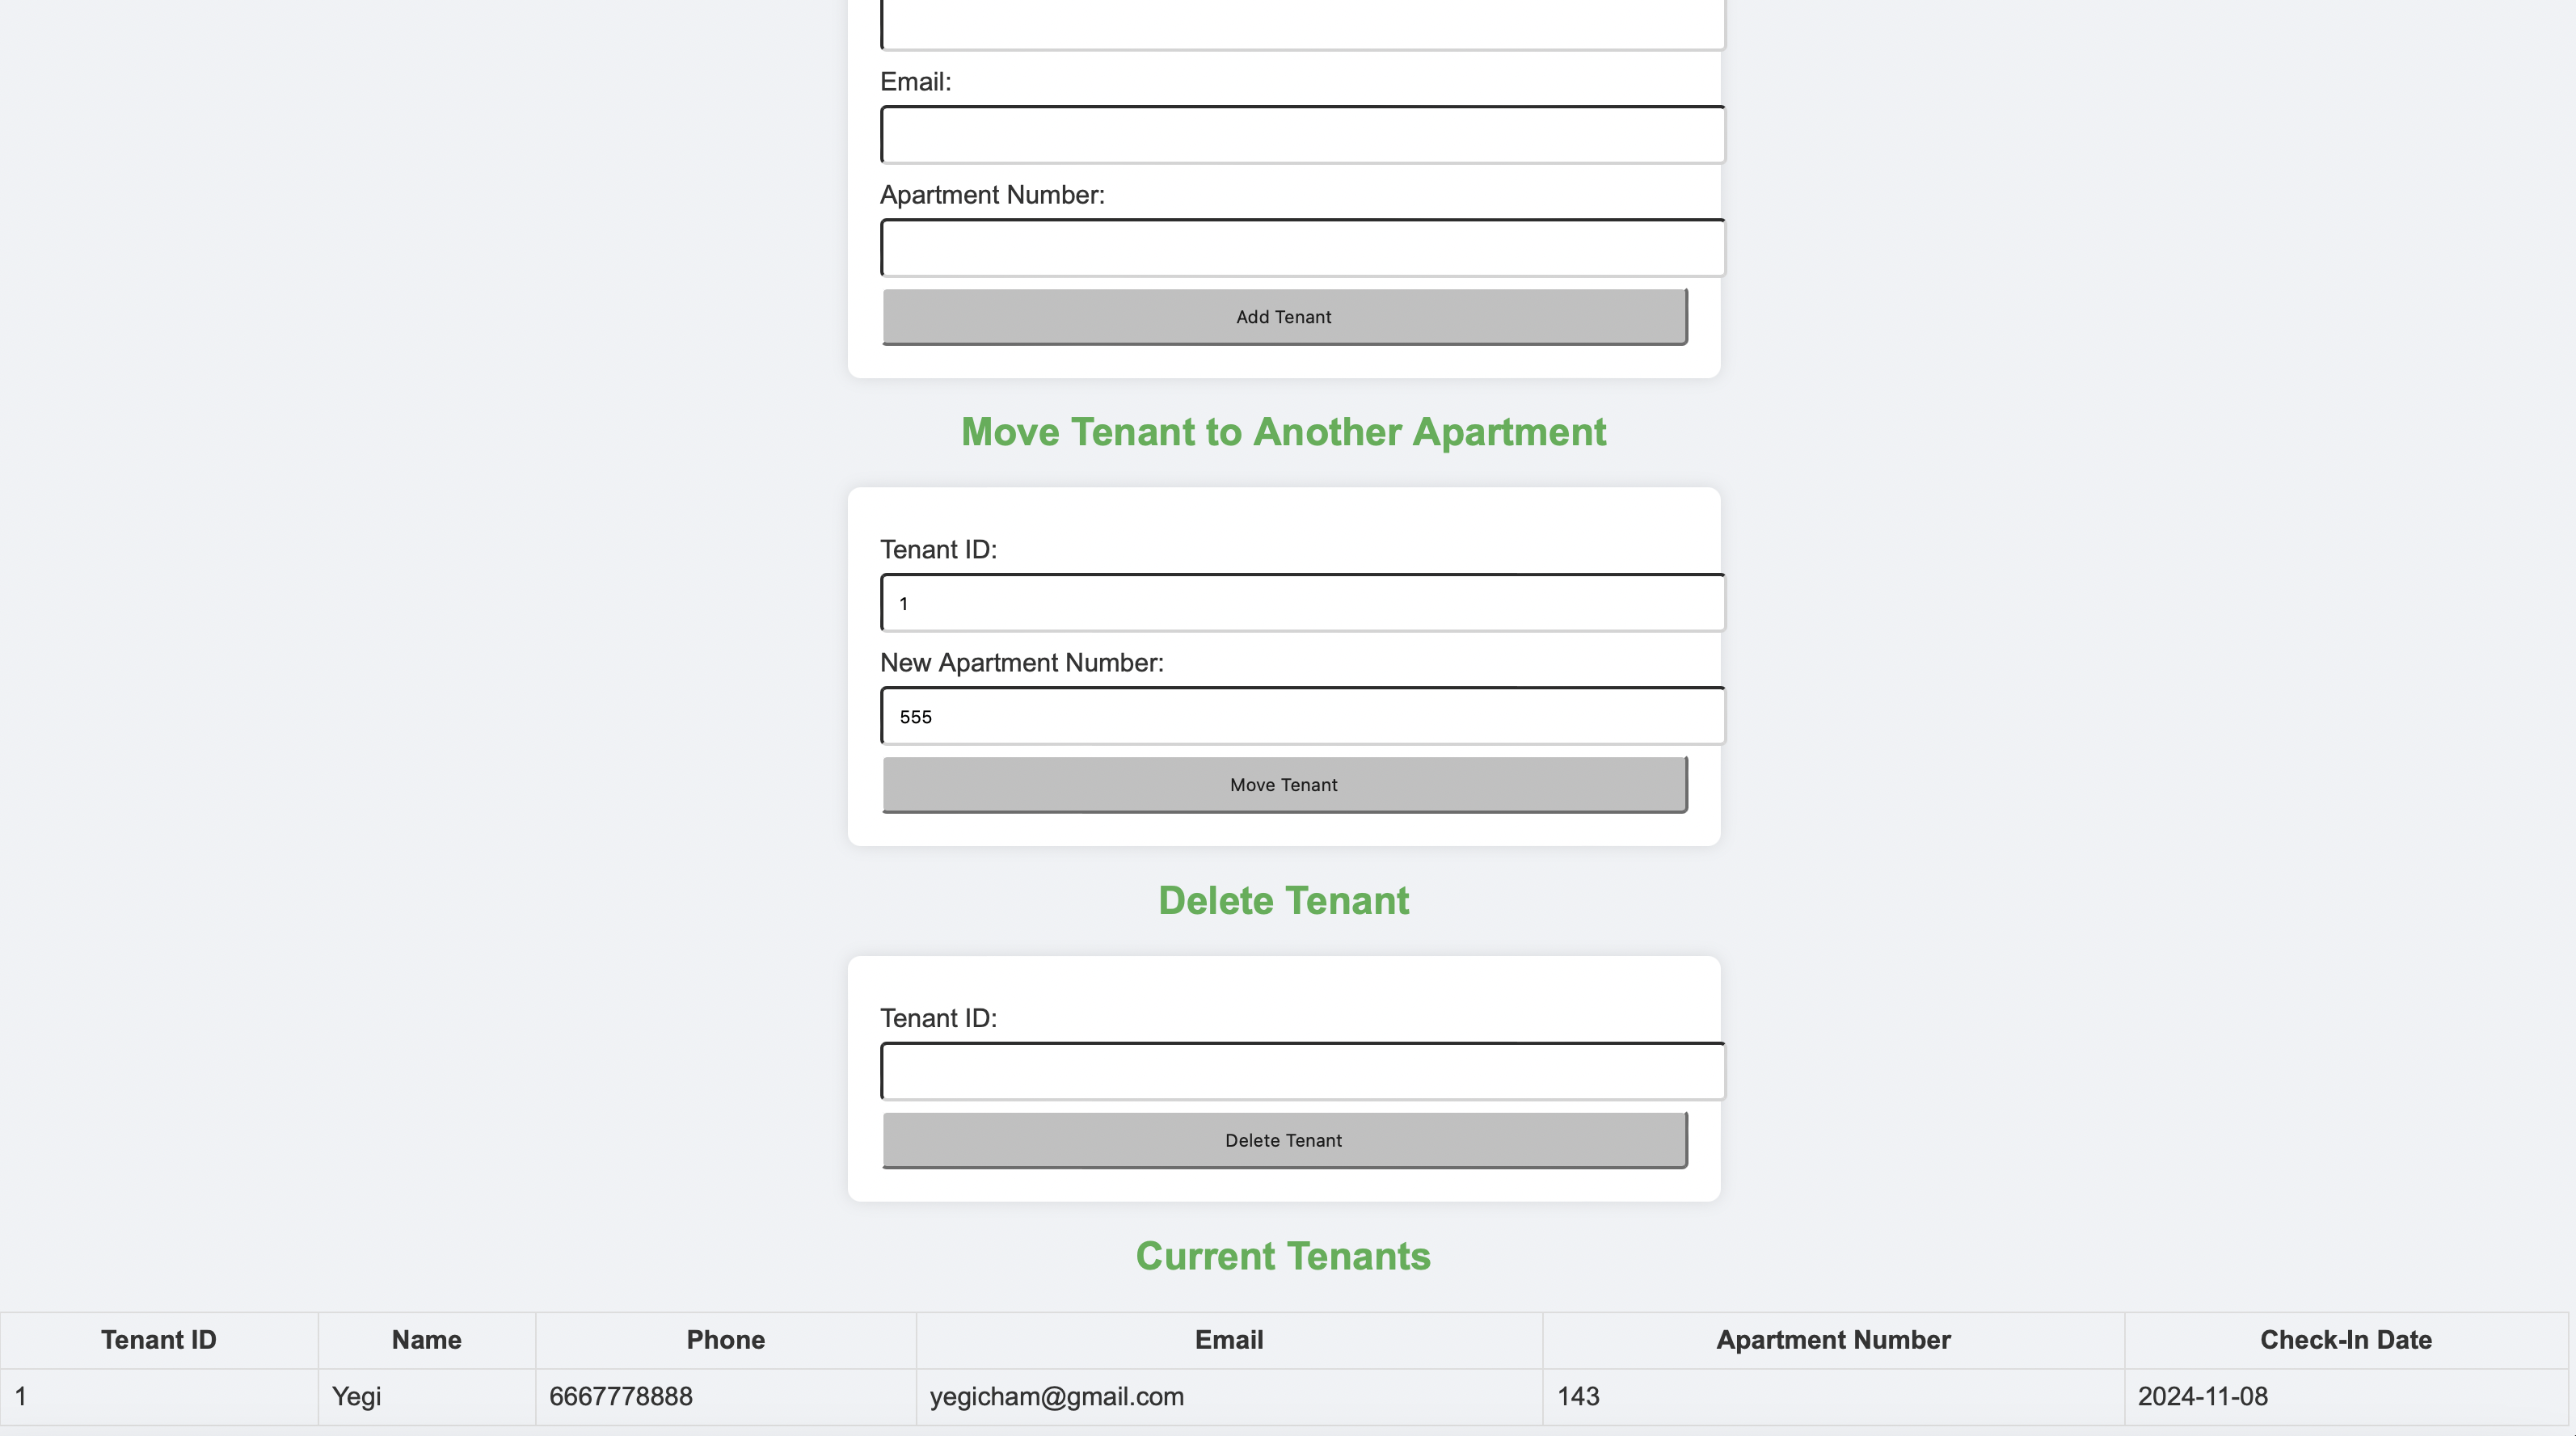 Email:
Apartment Number:
Add Tenant
Move Tenant to Another Apartment
Tenant ID:
1
New Apartment Number:
555
Move Tenant
Delete Tenant
Tenant ID:
Delete Tenant
Current Tenants
Tenant ID Name Phone Email Apartment Number Check-In Date
1 Yegi 6667778888 yegicham@gmail.com 143 2024-11-08